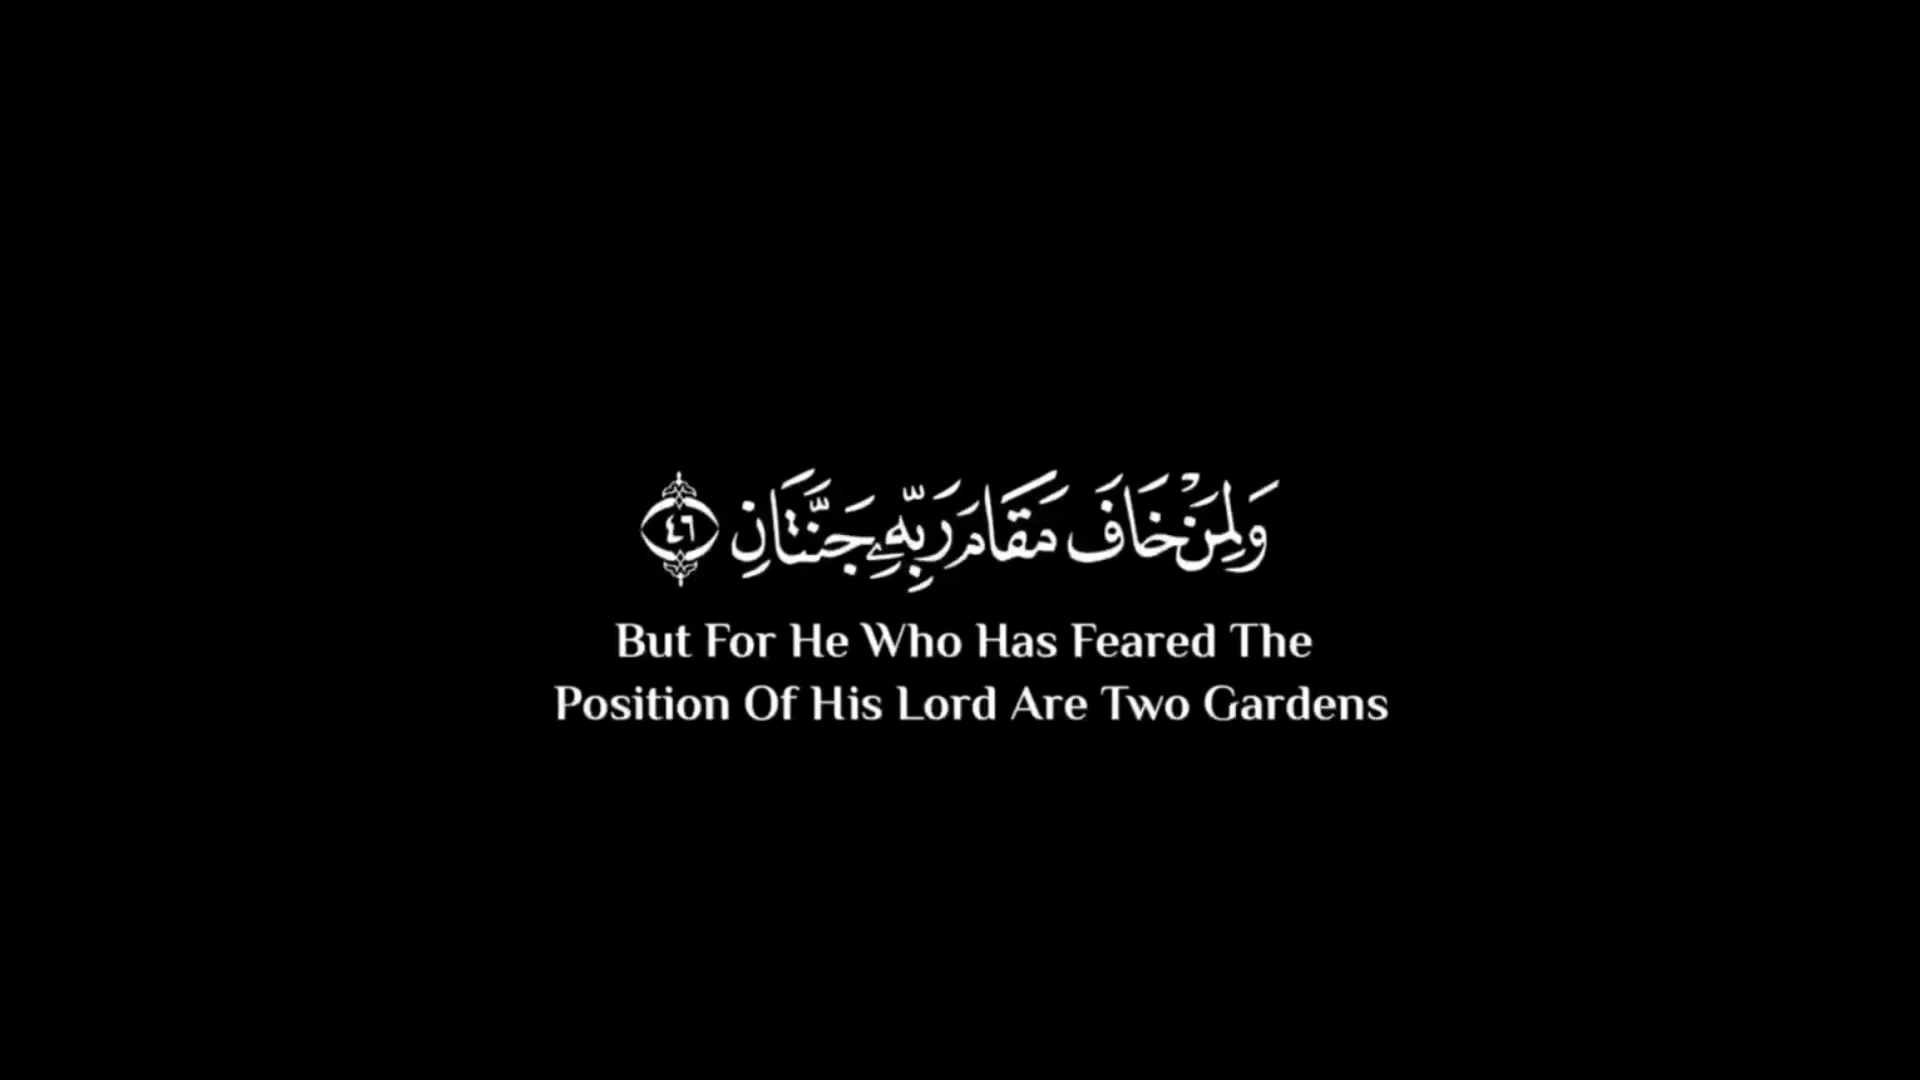 وَلِمَنْ خَافَ مَقَامَ رَبِّهِۦ جَنَّتَانِ ٤٦
But For He Who Has Feared The
Position Of His Lord Are Two Gardens